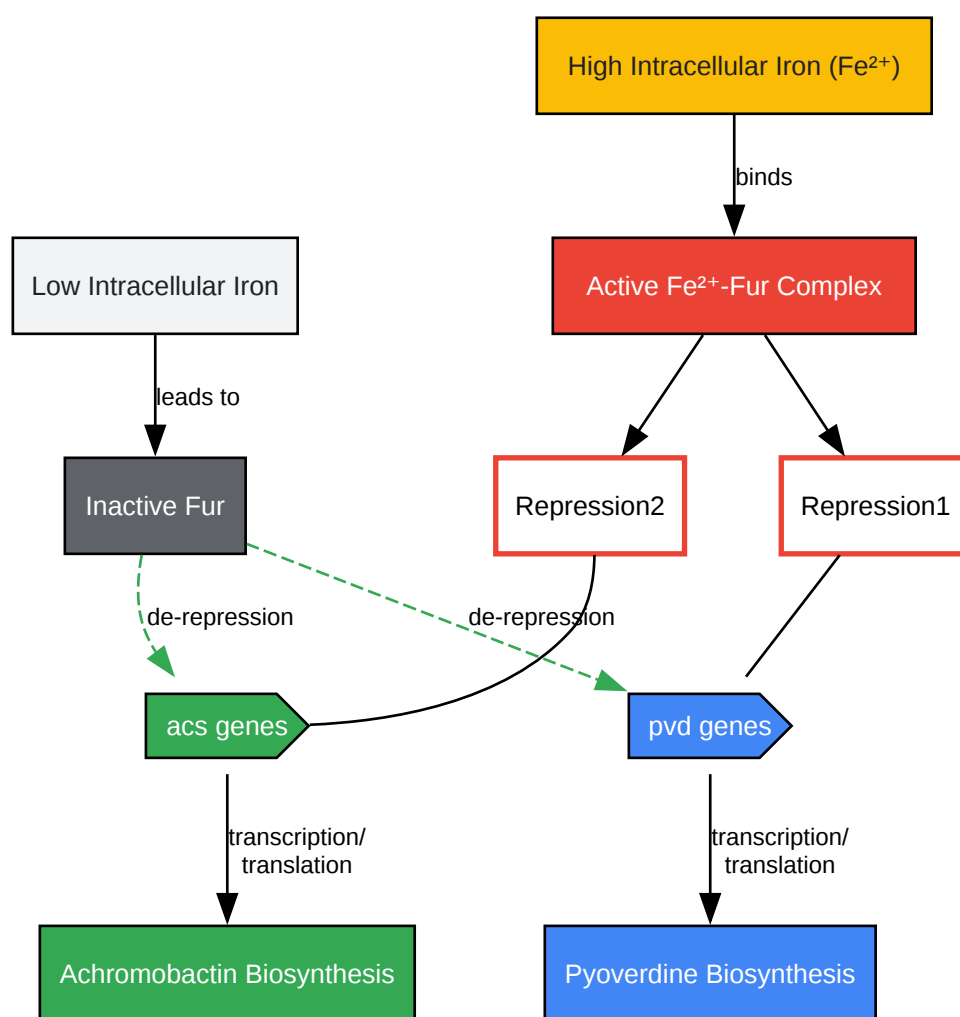 High Intracellular Iron (Fe²⁺)
binds
Low Intracellular Iron
Active Fe²⁺-Fur Complex
leads to
Inactive Fur
Repression2
Repression1
de-repression
de-repression
acs genes
pvd genes
transcription/
translation
transcription/
translation
Achromobactin Biosynthesis
Pyoverdine Biosynthesis